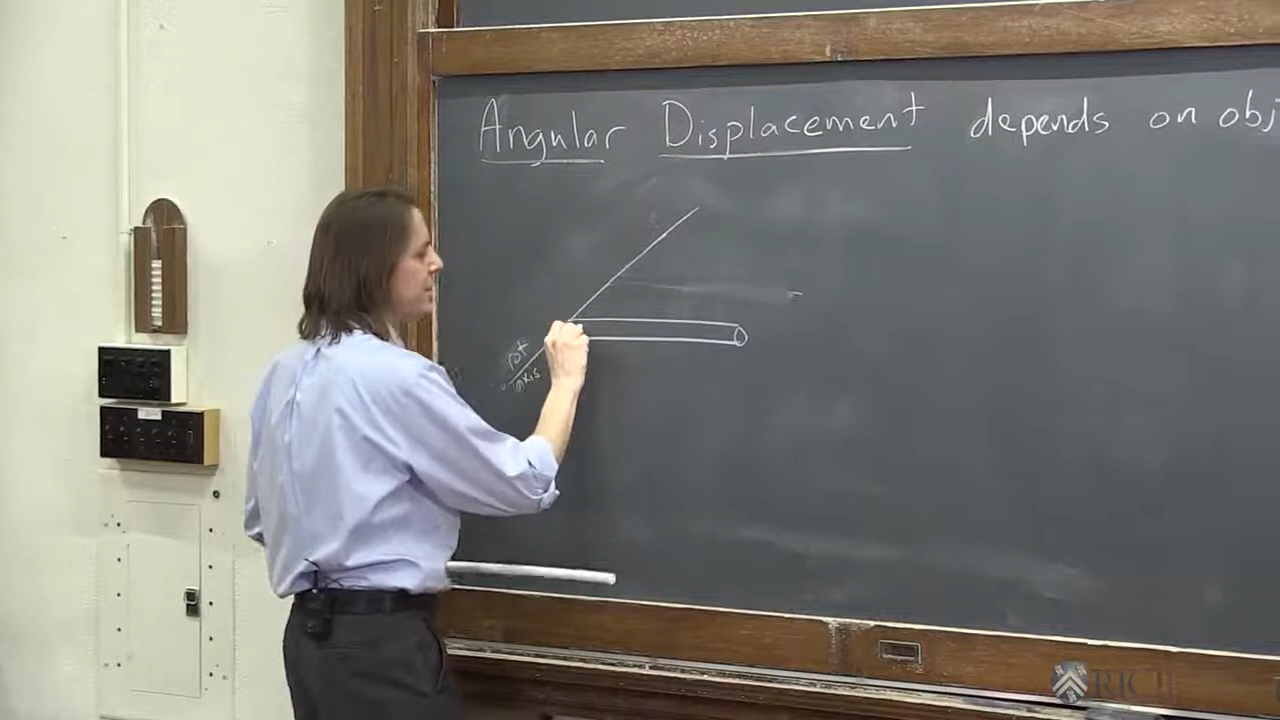 Angular Displacement depends on obj
rot
axis
RICE